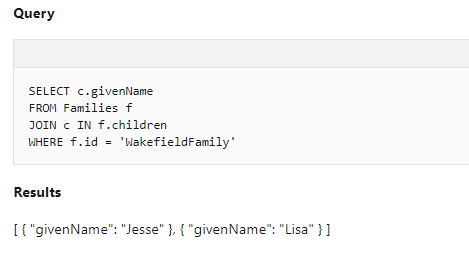 Query
SELECT c.givenName
FROM Families f
JOIN c IN f.children
WHERE f.id = 'WakefieldFamily'
Results
[ { "givenName": "Jesse" }, { "givenName": "Lisa" } ]